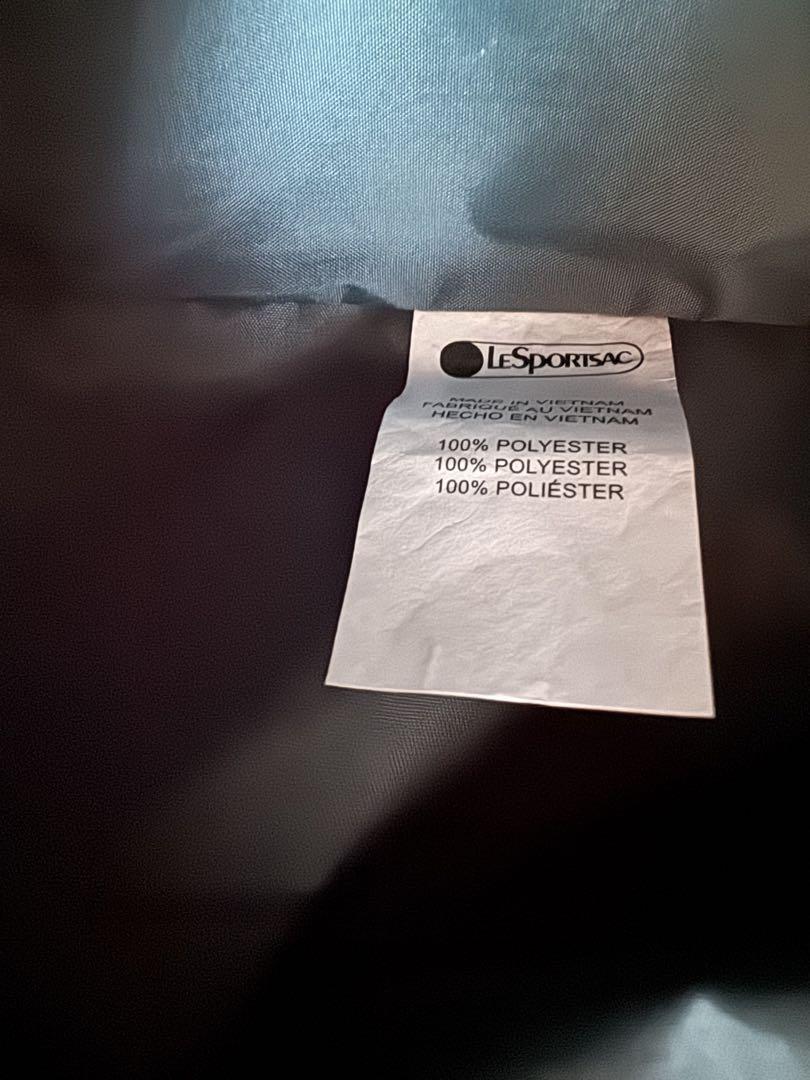 LESPORTSAC
MADE IN VIETNAM
FABRIQUÉ AU VIETNAM
HECHO EN VIETNAM
100% POLYESTER
100% POLYESTER
100% POLIÉSTER